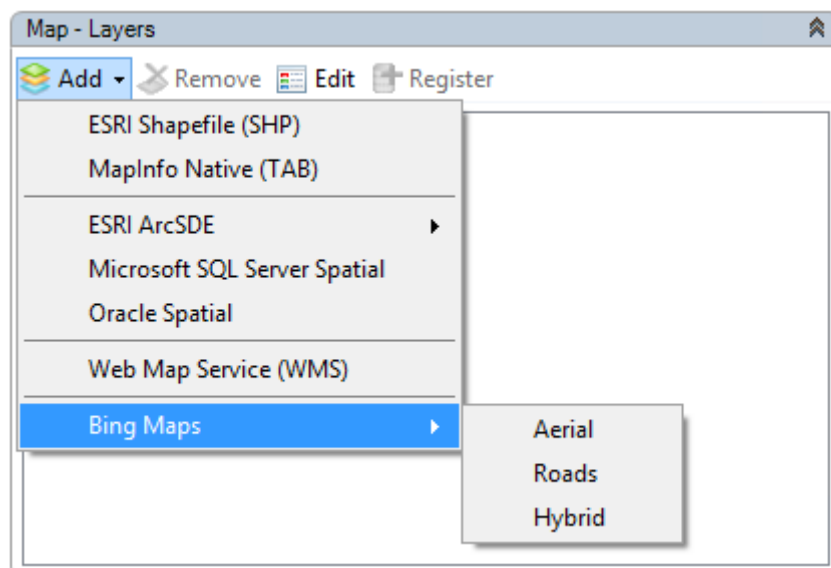 Map - Layers
Add Remove Edit Register
ESRI Shapefile (SHP)
MapInfo Native (TAB)
ESRI ArcSDE
Microsoft SQL Server Spatial
Oracle Spatial
Web Map Service (WMS)
Bing Maps
Aerial
Roads
Hybrid